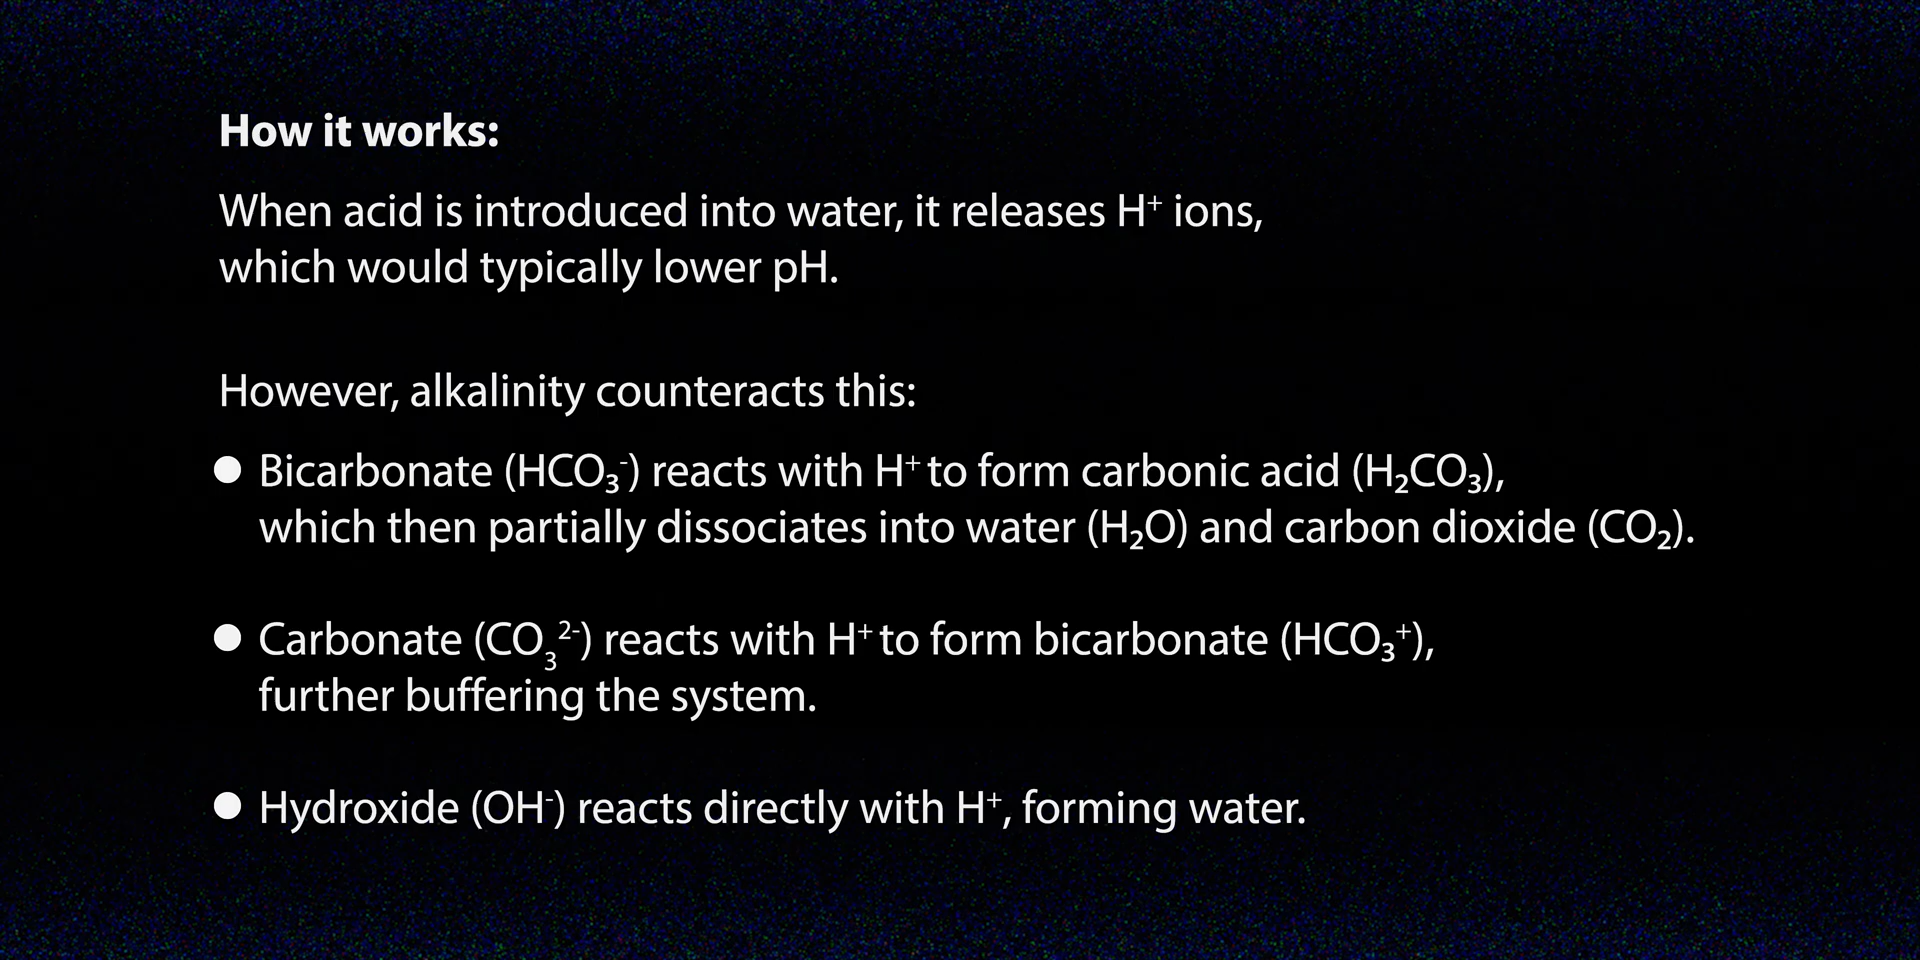 How it works:
When acid is introduced into water, it releases H⁺ ions,
which would typically lower pH.
However, alkalinity counteracts this:
● Bicarbonate (HCO₃⁻) reacts with H⁺ to form carbonic acid (H₂CO₃),
which then partially dissociates into water (H₂O) and carbon dioxide (CO₂).
● Carbonate (CO₃²⁻) reacts with H⁺ to form bicarbonate (HCO₃⁺),
further buffering the system.
● Hydroxide (OH⁻) reacts directly with H⁺, forming water.